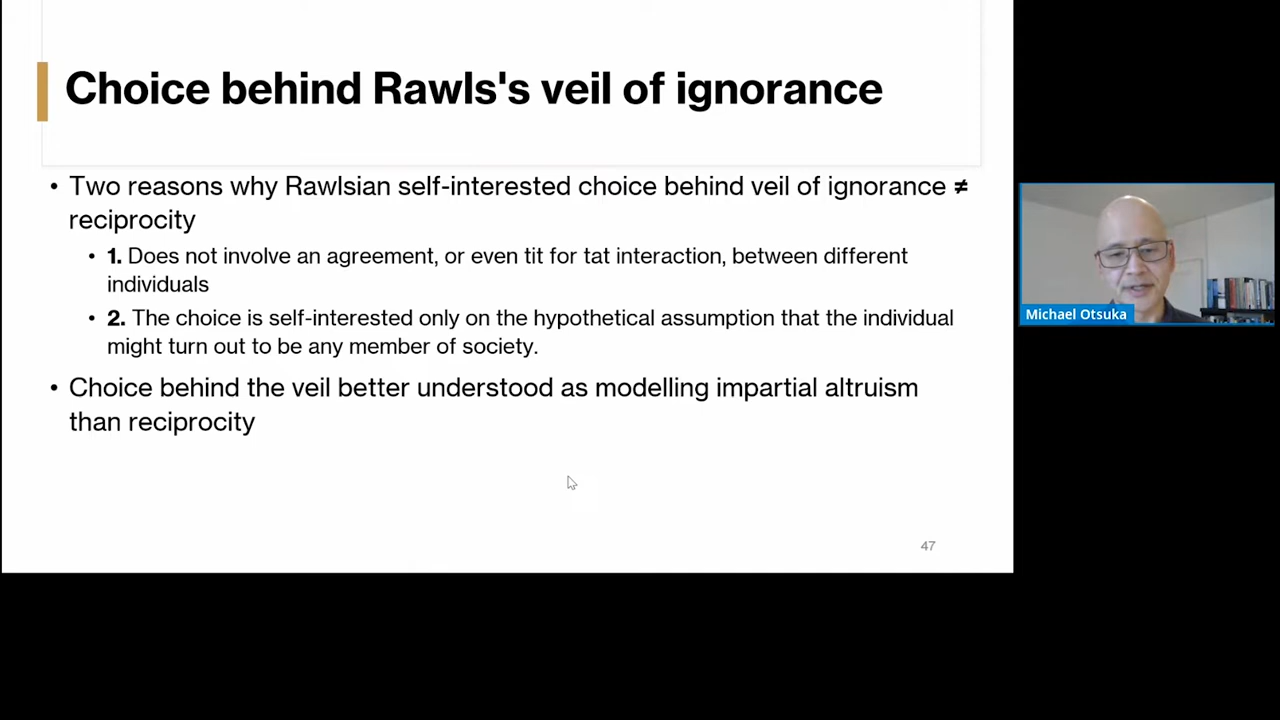 Choice behind Rawls's veil of ignorance
• Two reasons why Rawlsian self-interested choice behind veil of ignorance ≠
reciprocity
• 1. Does not involve an agreement, or even tit for tat interaction, between different
individuals
• 2. The choice is self-interested only on the hypothetical assumption that the individual
might turn out to be any member of society.
• Choice behind the veil better understood as modelling impartial altruism
than reciprocity
47
Michael Otsuka